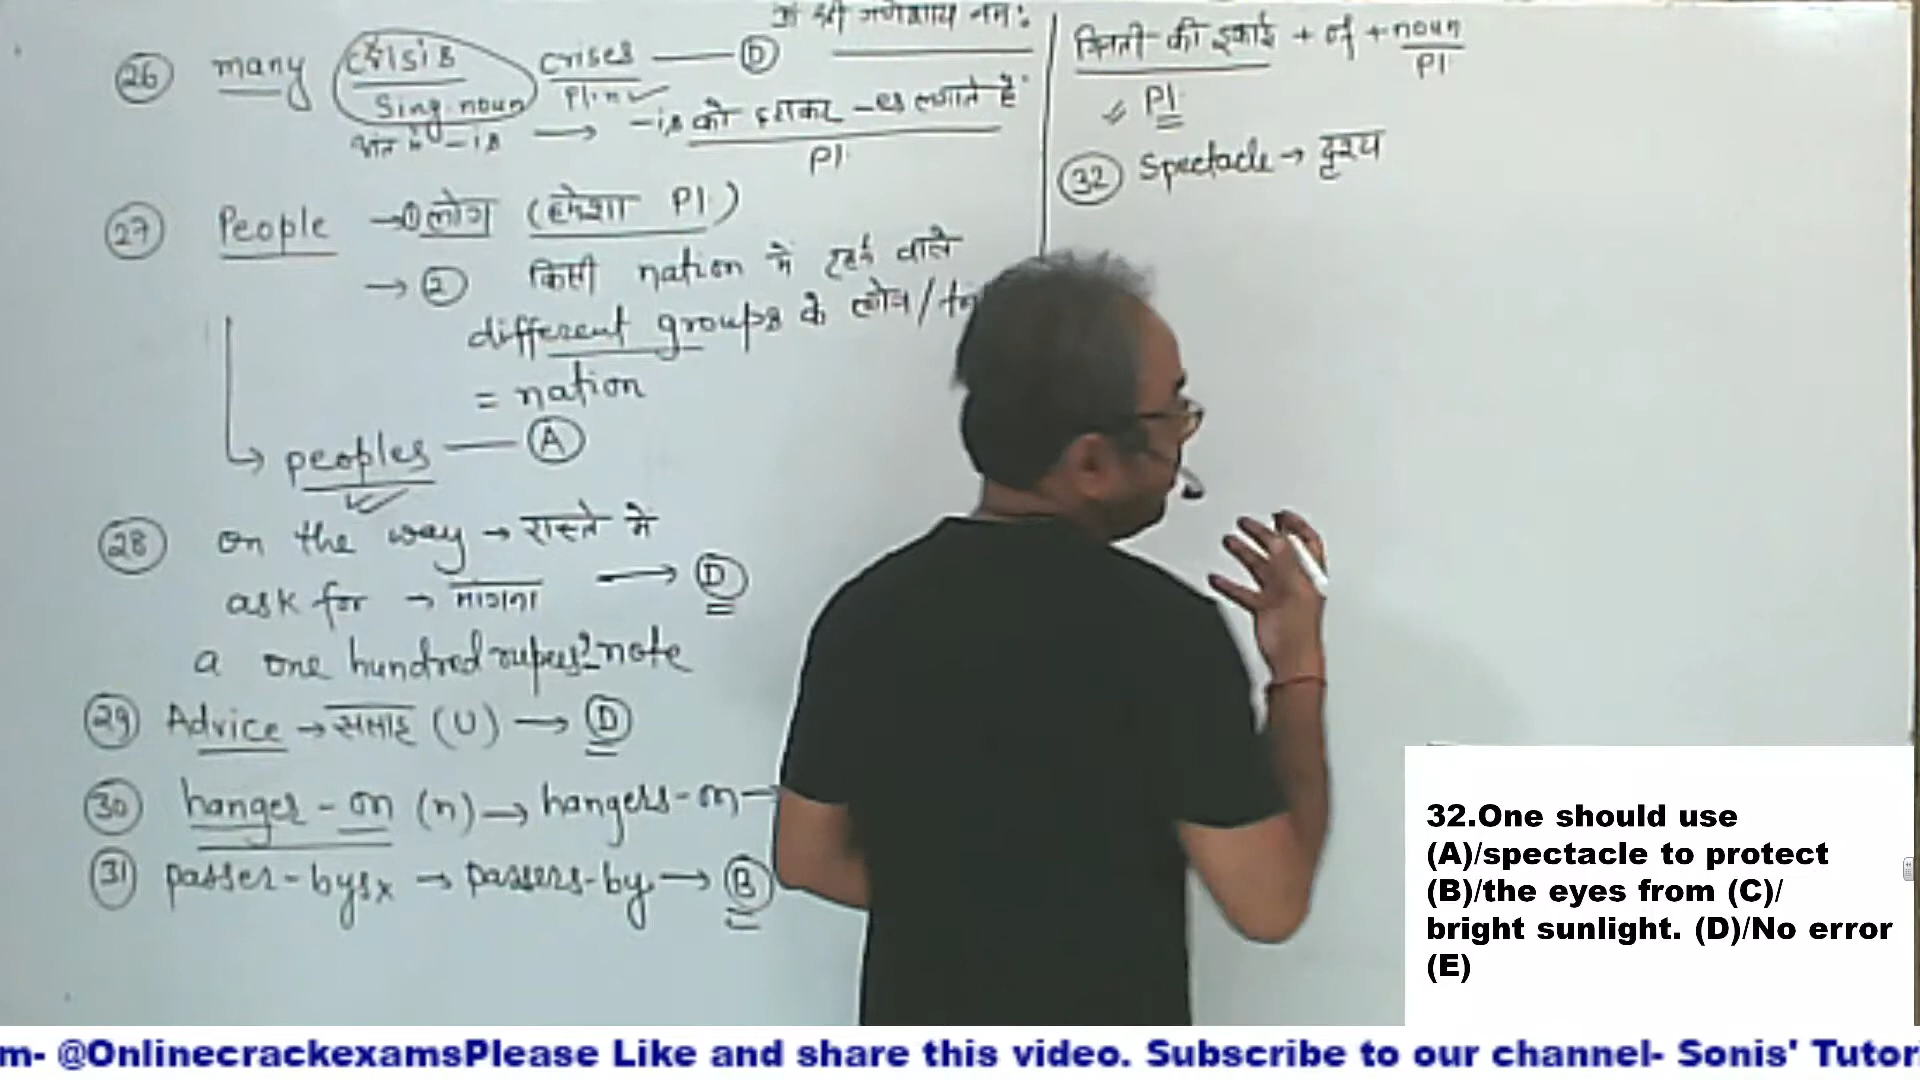 ॐ श्री गणेशाय नमः
26 many crisis crises — D
Sing. noun Pl. n
अंत में -is → -is को हटाकर -es लगाते हैं
Pl.
27 People → ① लोग (हमेशा Pl.)
→ ② किसी nation में रहने वाले
different groups के लोग/
= nation
peoples — A
28 on the way → रास्ते में
ask for → मांगना → D
a one hundred rupees' note
29 Advice → सलाह (U) → D
30 hanger-on (n) → hangers-on →
31 passer-bys x → passers-by → B
गिनती की इकाई + of + noun
Pl. Pl
32 Spectacle → दृश्य
32.One should use
(A)/spectacle to protect
(B)/the eyes from (C)/
bright sunlight. (D)/No error
(E)
m- @OnlinecrackexamsPlease Like and share this video. Subscribe to our channel- Sonis' Tutor